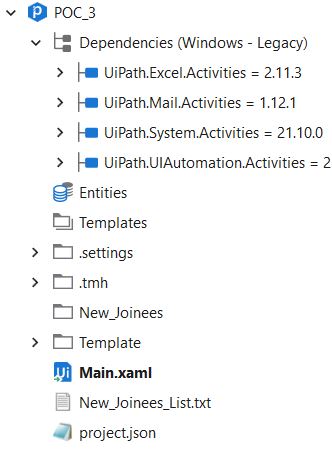 POC_3
Dependencies (Windows - Legacy)
UiPath.Excel.Activities = 2.11.3
UiPath.Mail.Activities = 1.12.1
UiPath.System.Activities = 21.10.0
UiPath.UIAutomation.Activities = 2
Entities
Templates
.settings
.tmh
New_Joinees
Template
Main.xaml
New_Joinees_List.txt
project.json